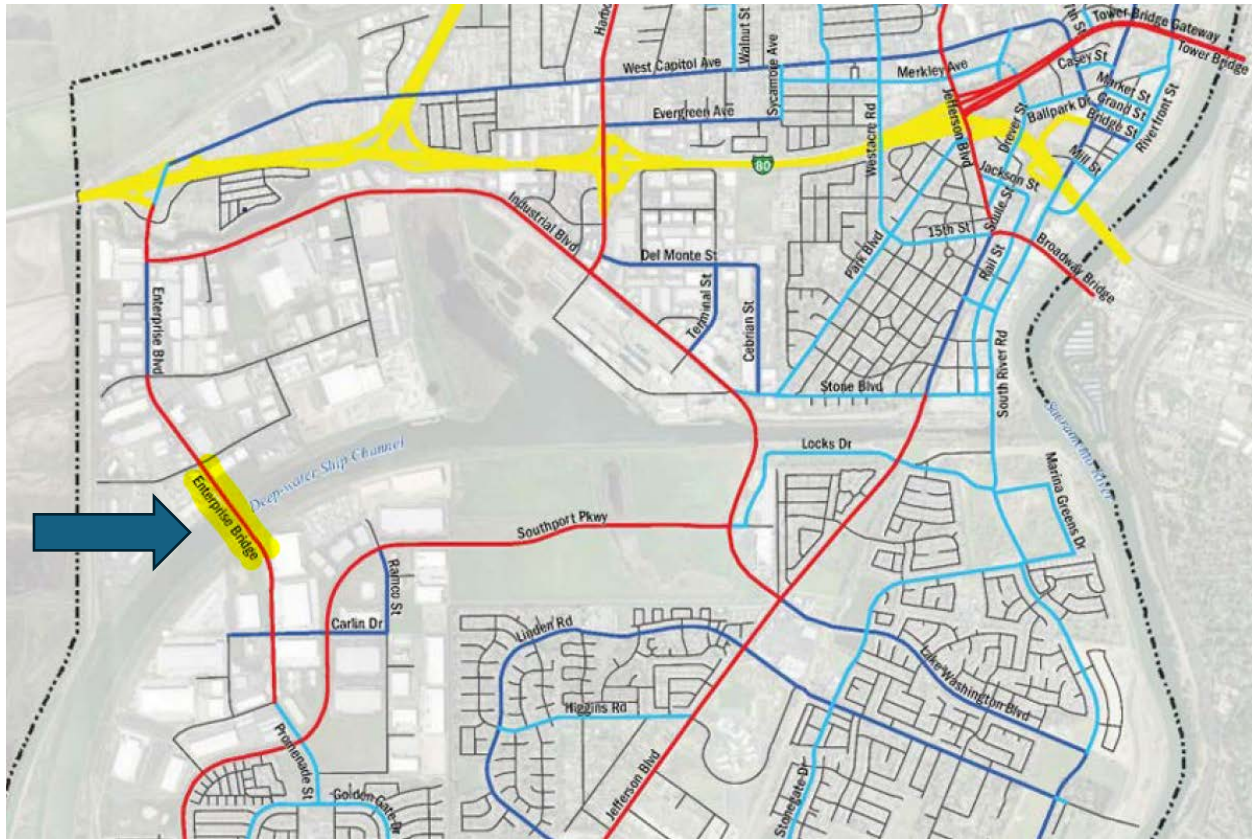 Harbo
Walnut St
Sycamore Ave
West Capitol Ave
Evergreen Ave
Merkley Ave
Tower Bridge Gateway
Tower Bridge
Casey St
Market St
Grand St
Ballpark Dr
Bridge St
Riverfront St
Mill St
Drever St
Jefferson Blvd
Westacre Rd
80
Jackson St
Soule St
15th St
Park Blvd
Rail St
Broadway Bridge
Industrial Blvd
Del Monte St
Terminal St
Cebrian St
Enterprise Blvd
Stone Blvd
South River Rd
Sacramento River
Locks Dr
Marina Greens Dr
Deep-water Ship Channel
Enterprise Bridge
Southport Pkwy
Ramco St
Carlin Dr
Linden Rd
Lake Washington Blvd
Higgins Rd
Promenade St
Golden Gate Dr
Jefferson Blvd
Stonegate Dr